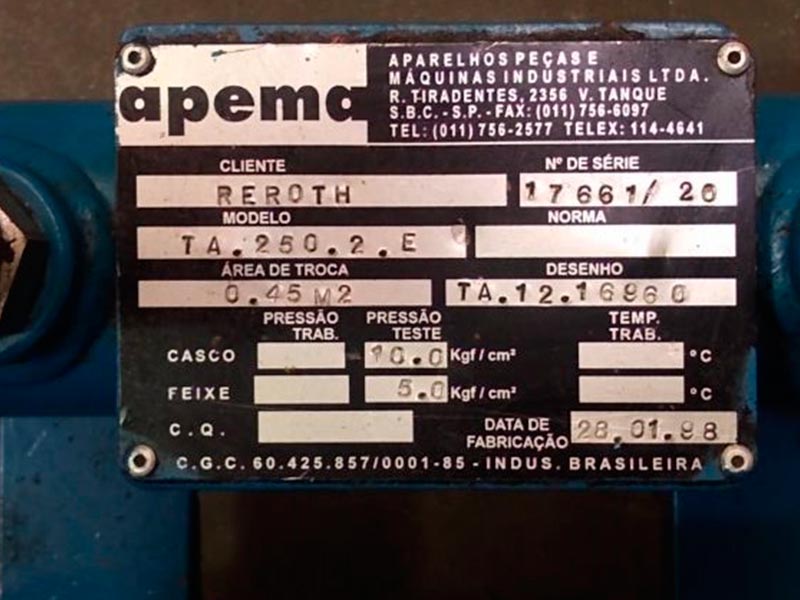 apema
APARELHOS PEÇAS E
MÁQUINAS INDUSTRIAIS LTDA.
R. TIRADENTES, 2356 V. TANQUE
S.B.C. - S.P. - FAX: (011) 756-6097
TEL: (011) 756-2577 TELEX: 114-4641
CLIENTE Nº DE SÉRIE
REROTH 17661/20
MODELO NORMA
TA.250.2.E
ÁREA DE TROCA DESENHO
0.45M2 TA.12.16960
PRESSÃO TRAB. PRESSÃO TESTE TEMP. TRAB.
CASCO 10.0 Kgf / cm² °C
FEIXE 5.0 Kgf / cm² °C
C.Q. DATA DE FABRICAÇÃO 28.01.98
C.G.C. 60.425.857/0001-85 - INDUS. BRASILEIRA